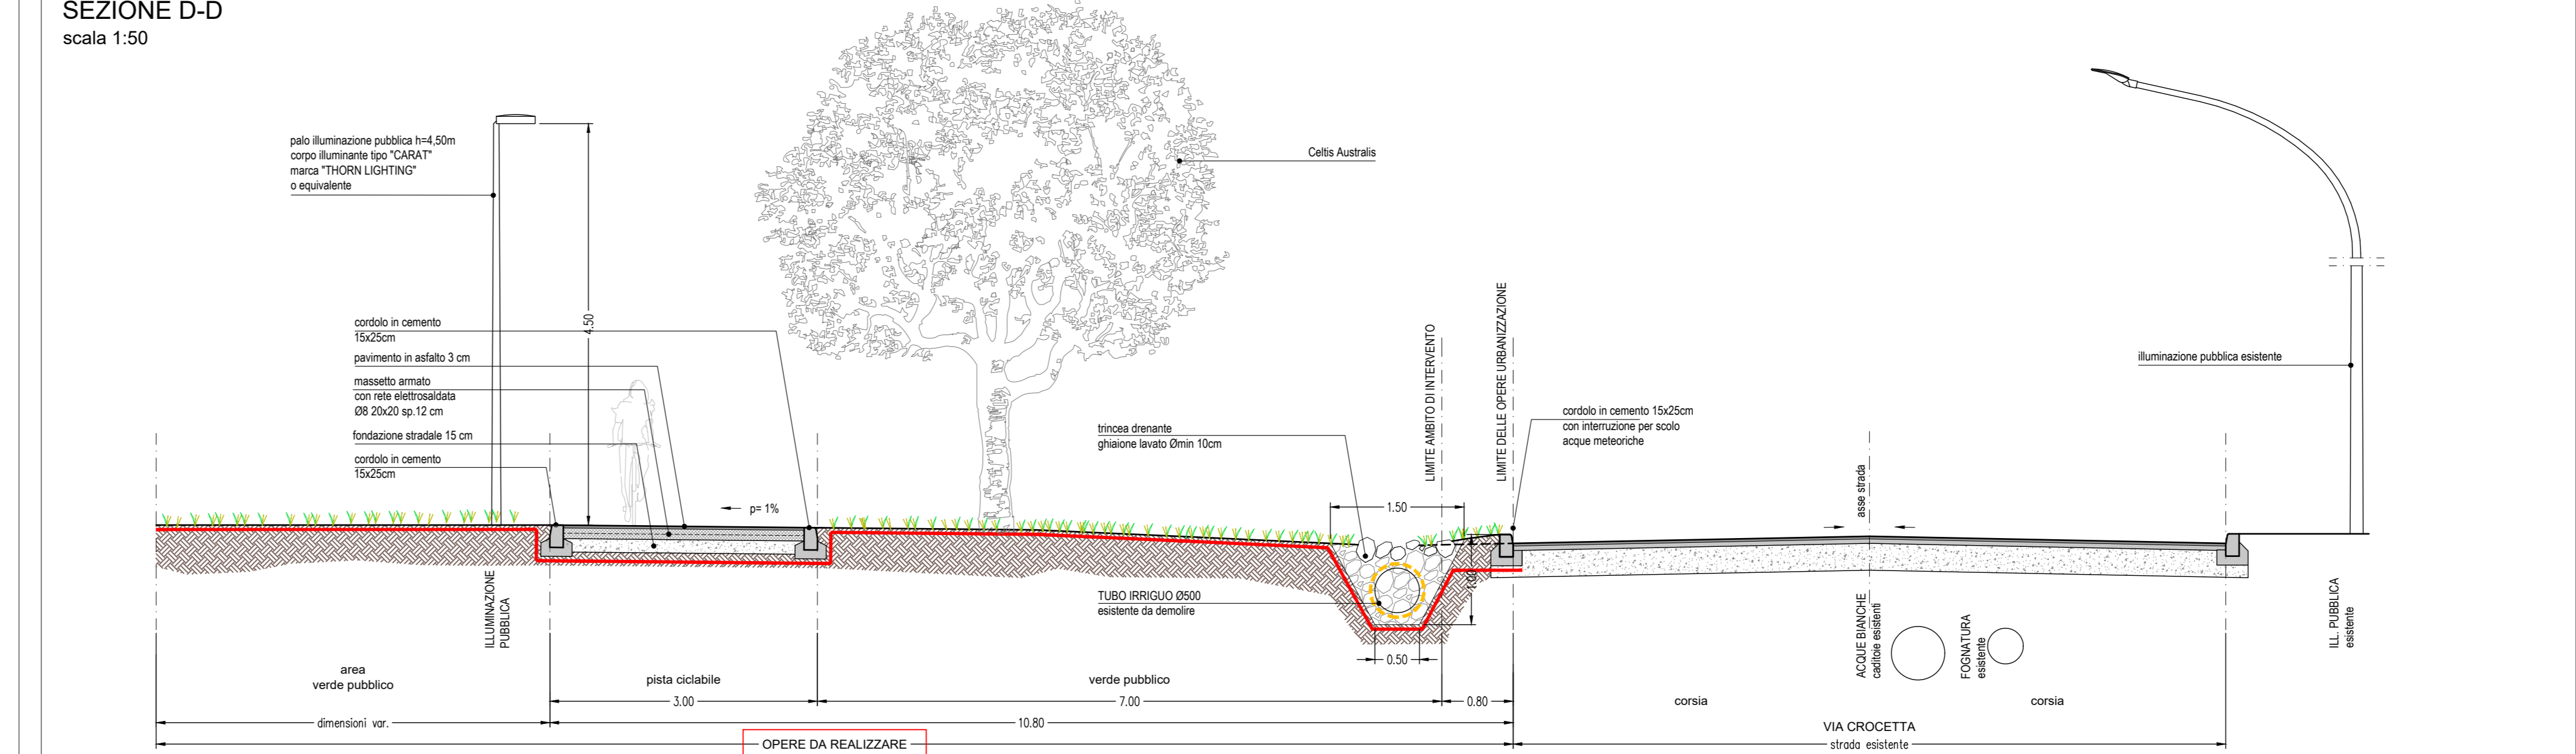 SEZIONE D-D
scala 1:50
palo illuminazione pubblica h=4,50m
corpo illuminante tipo "CARAT"
marca "THORN LIGHTING"
o equivalente
4.50
cordolo in cemento
15x25cm
pavimento in asfalto 3 cm
massetto armato
con rete elettrosaldata
Ø8 20x20 sp.12 cm
fondazione stradale 15 cm
cordolo in cemento
15x25cm
p= 1%
Celtis Australis
trincea drenante
ghiaione lavato Ømin 10cm
LIMITE AMBITO DI INTERVENTO
LIMITE DELLE OPERE URBANIZZAZIONE
1.50
cordolo in cemento 15x25cm
con interruzione per scolo
acque meteoriche
asse strada
illuminazione pubblica esistente
TUBO IRRIGUO Ø500
esistente da demolire
1.00
0.50
ILLUMINAZIONE
PUBBLICA
ACQUE BIANCHE
caditoie esistenti
FOGNATURA
esistente
ILL. PUBBLICA
esistente
area
verde pubblico
pista ciclabile
verde pubblico
3.00
7.00
0.80
corsia
corsia
dimensioni var.
10.80
VIA CROCETTA
OPERE DA REALIZZARE
strada esistente